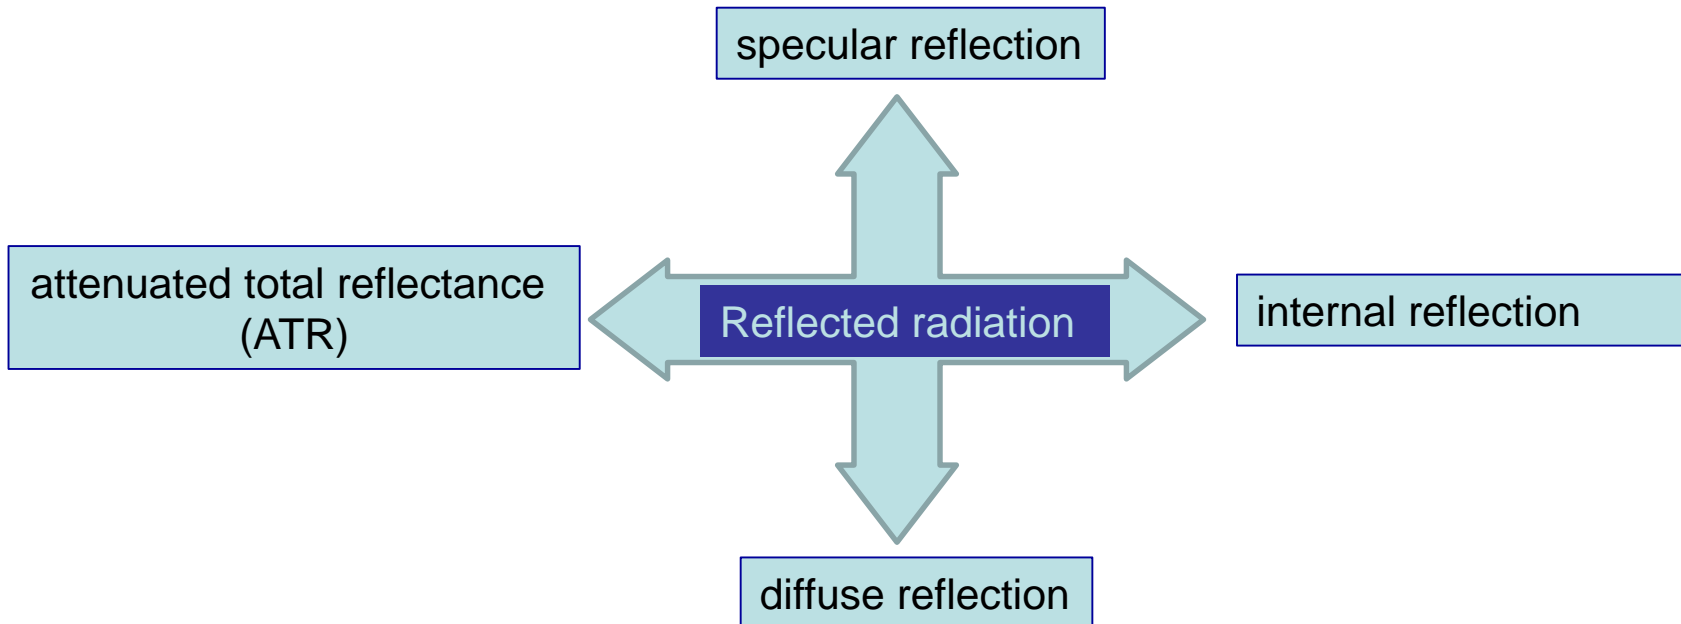 specular reflection
attenuated total reflectance
(ATR)
Reflected radiation
internal reflection
diffuse reflection